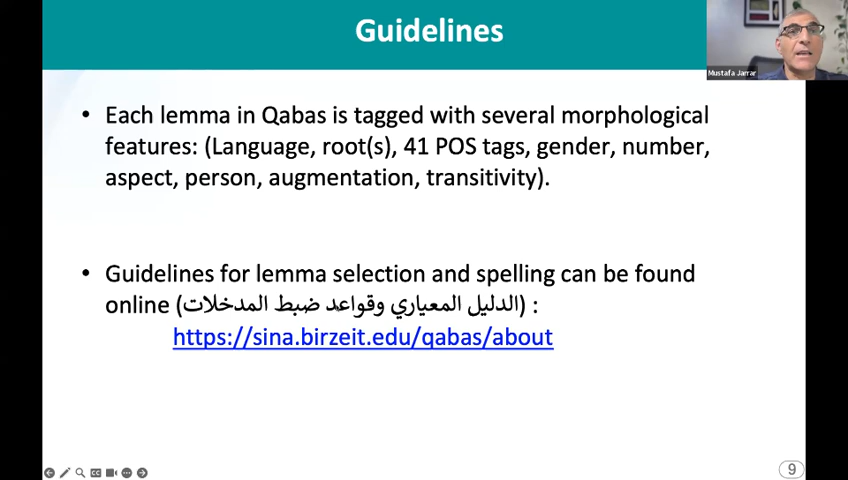 Guidelines
Mustafa Jarrar
• Each lemma in Qabas is tagged with several morphological
features: (Language, root(s), 41 POS tags, gender, number,
aspect, person, augmentation, transitivity).
• Guidelines for lemma selection and spelling can be found
online (الدليل المعياري وقواعد ضبط المدخلات) :
https://sina.birzeit.edu/qabas/about
9